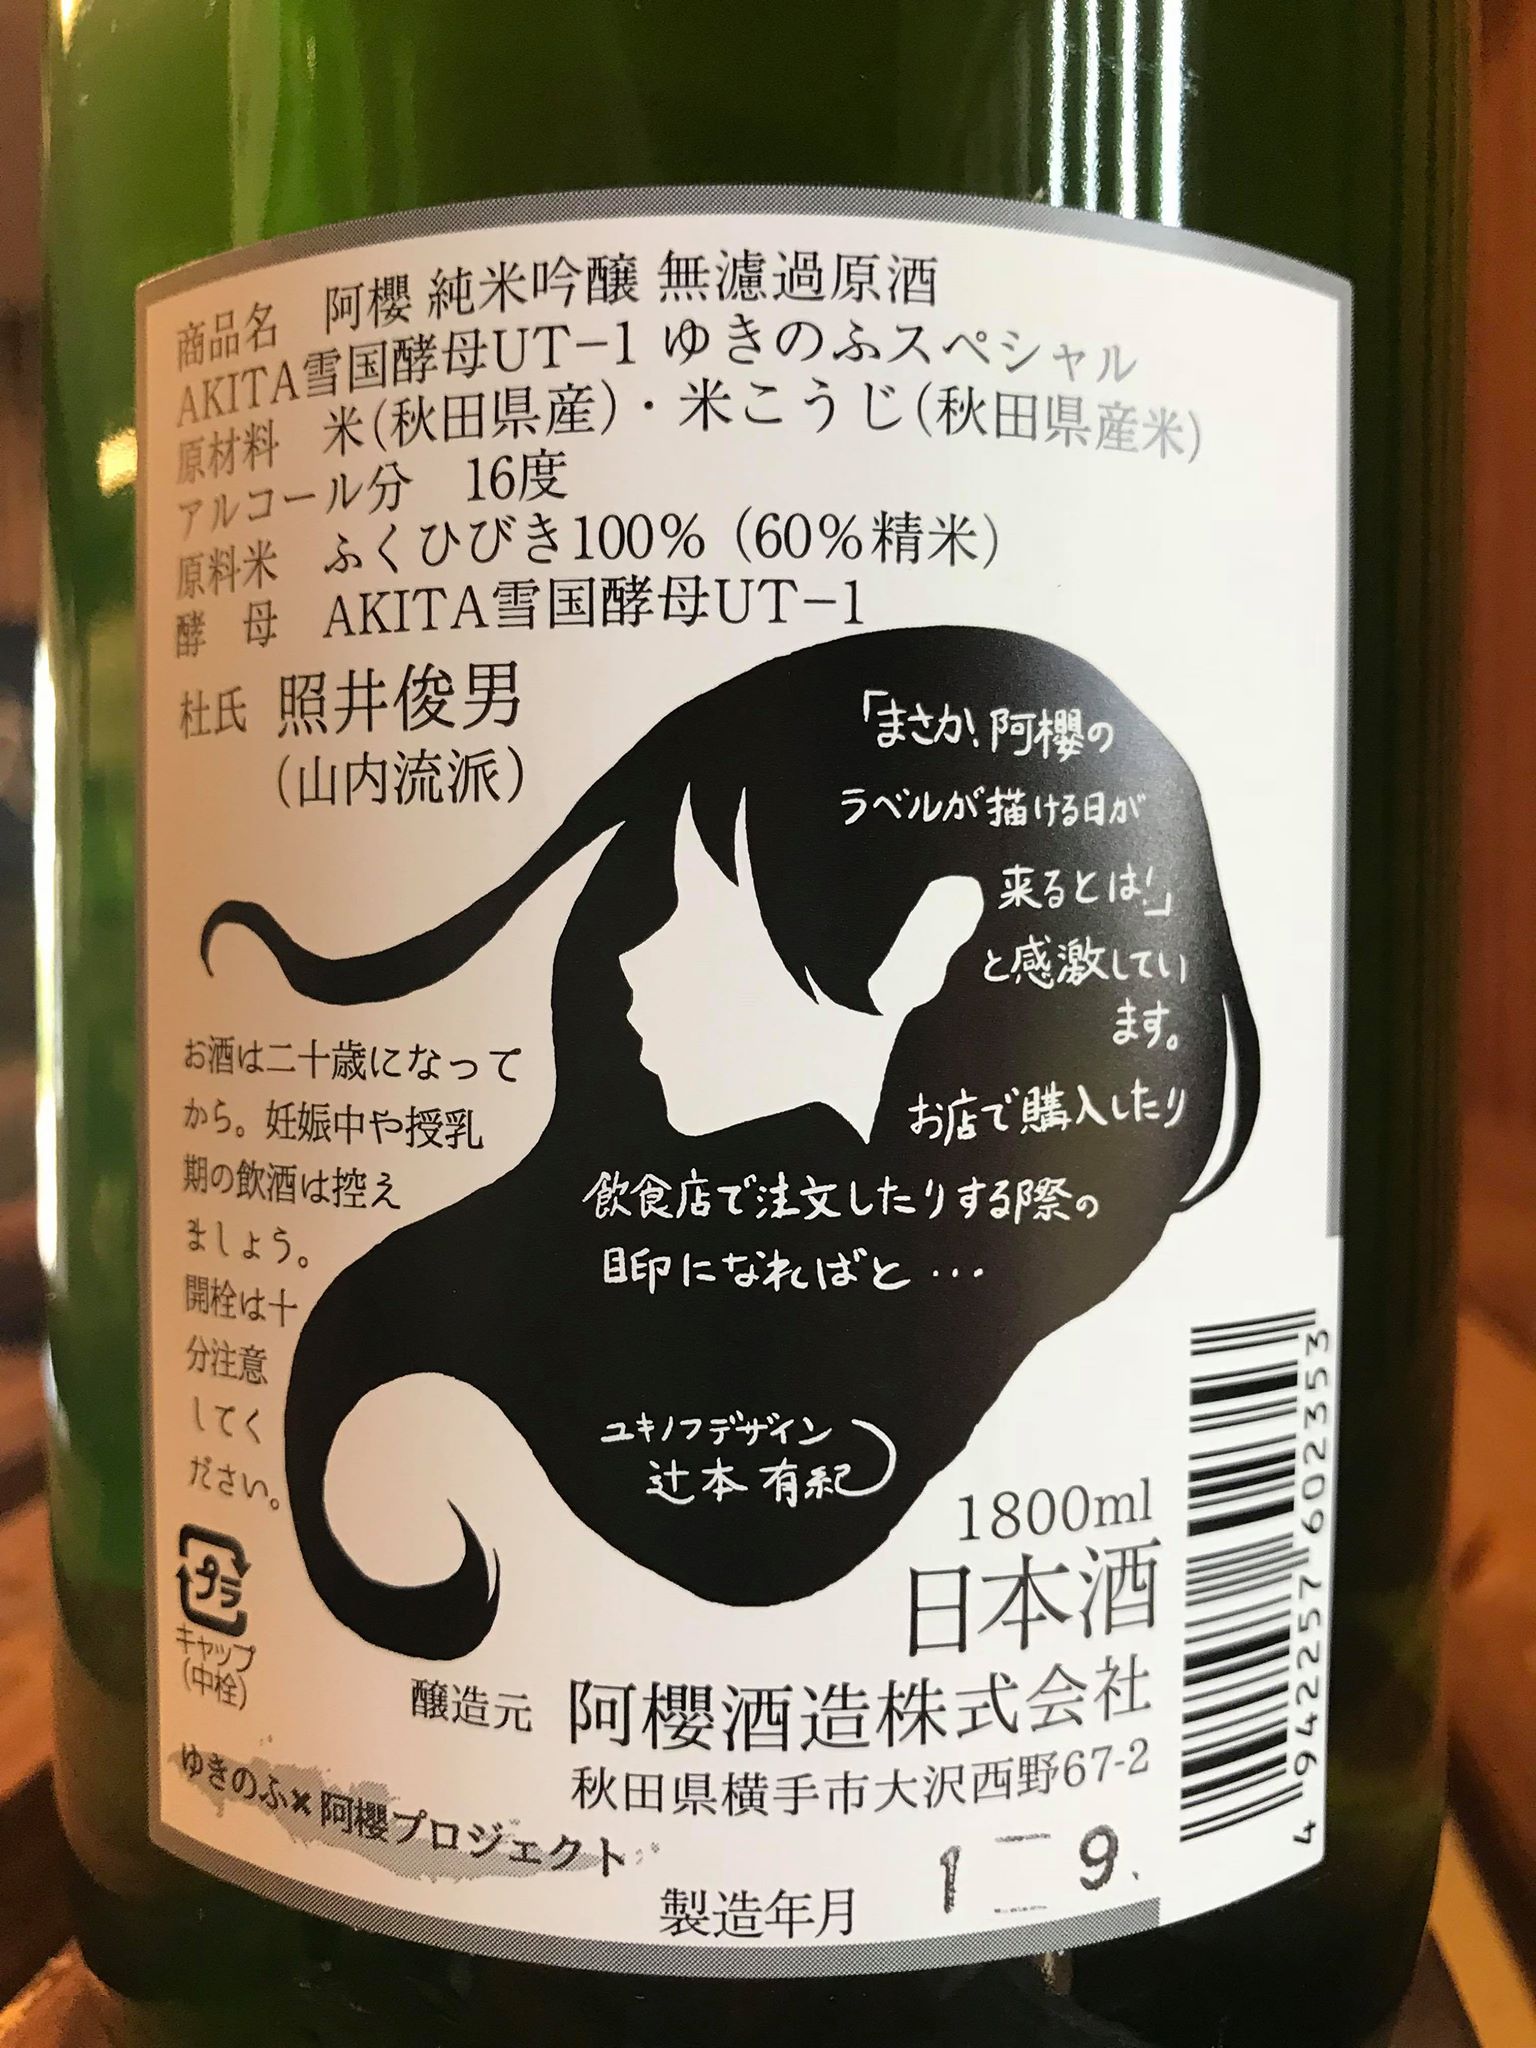 商品名　阿櫻 純米吟醸 無濾過原酒
AKITA雪国酵母UT-1 ゆきのふスペシャル
原材料　米(秋田県産)・米こうじ(秋田県産米)
アルコール分　16度
原料米　ふくひびき100%（60%精米）
酵　母　AKITA雪国酵母UT-1
杜氏 照井俊男
(山内流派)
「まさか、阿櫻の
ラベルが描ける日が
来るとは!」
と感激してい
ます。
お店で購入したり
飲食店で注文したりする際の
目印になればと…
ユキノフデザイン
辻本 有紀
お酒は二十歳になって
から。妊娠中や授乳
期の飲酒は控え
ましょう。
開栓は十
分注意
してく
ださい。
プラ
キャップ
(中栓)
1800ml
日本酒
醸造元 阿櫻酒造株式会社
秋田県横手市大沢西野67-2
ゆきのふ×阿櫻プロジェクト
製造年月 1 9.
4942257602353